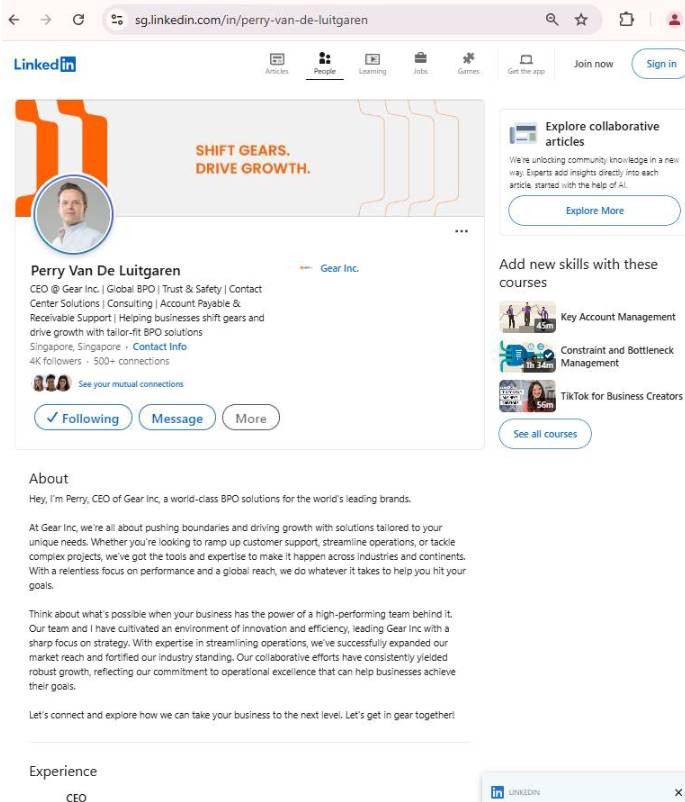 sg.linkedin.com/in/perry-van-de-luitgaren
Linked in
Articles
People
Learning
Jobs
Games
Get the app
Join now
Sign in
SHIFT GEARS.
DRIVE GROWTH.
Perry Van De Luitgaren
Gear Inc.
CEO @ Gear Inc. | Global BPO | Trust & Safety | Contact
Center Solutions | Consulting | Account Payable &
Receivable Support | Helping businesses shift gears and
drive growth with tailor-fit BPO solutions
Singapore, Singapore · Contact Info
4K followers · 500+ connections
See your mutual connections
Following
Message
More
Explore collaborative
articles
We're unlocking community knowledge in a new
way. Experts add insights directly into each
article, started with the help of AI.
Explore More
Add new skills with these
courses
45m
Key Account Management
1h 34m
Constraint and Bottleneck
Management
56m
TikTok for Business Creators
See all courses
About
Hey, I'm Perry, CEO of Gear Inc, a world-class BPO solutions for the world's leading brands.
At Gear Inc, we're all about pushing boundaries and driving growth with solutions tailored to your
unique needs. Whether you're looking to ramp up customer support, streamline operations, or tackle
complex projects, we've got the tools and expertise to make it happen across industries and continents.
With a relentless focus on performance and a global reach, we do whatever it takes to help you hit your
goals.
Think about what's possible when your business has the power of a high-performing team behind it.
Our team and I have cultivated an environment of innovation and efficiency, leading Gear Inc with a
sharp focus on strategy. With expertise in streamlining operations, we've successfully expanded our
market reach and fortified our industry standing. Our collaborative efforts have consistently yielded
robust growth, reflecting our commitment to operational excellence that can help businesses achieve
their goals.
Let's connect and explore how we can take your business to the next level. Let's get in gear together!
Experience
CEO
in LINKEDIN